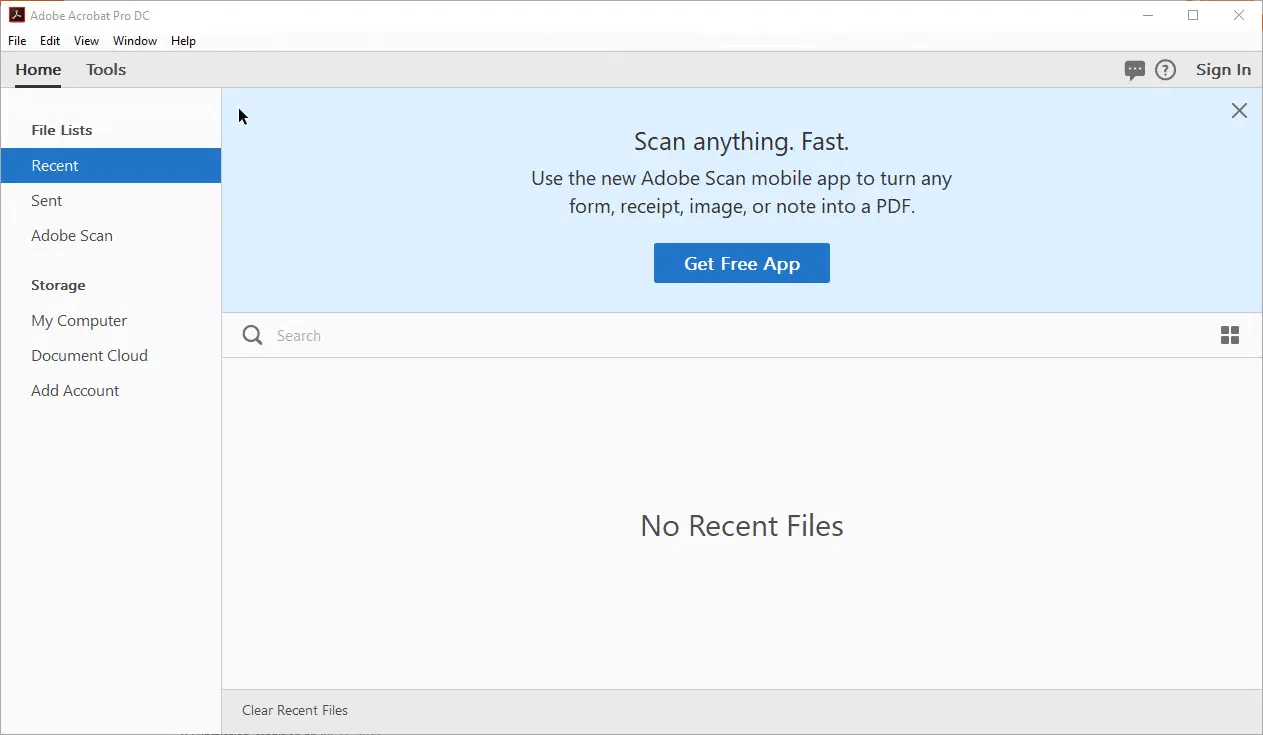 Adobe Acrobat Pro DC
File Edit View Window Help
Home Tools Sign In
File Lists
Recent
Sent
Adobe Scan
Storage
My Computer
Document Cloud
Add Account
Scan anything. Fast.
Use the new Adobe Scan mobile app to turn any
form, receipt, image, or note into a PDF.
Get Free App
Search
No Recent Files
Clear Recent Files